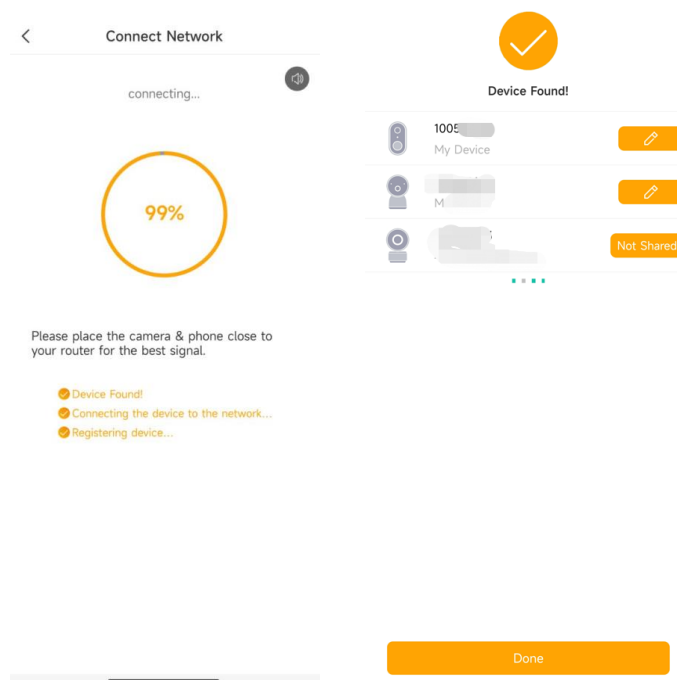 Connect Network
connecting...
99%
Please place the camera & phone close to
your router for the best signal.
Device Found!
Connecting the device to the network...
Registering device...
Device Found!
1005
My Device
M
Not Shared
Done